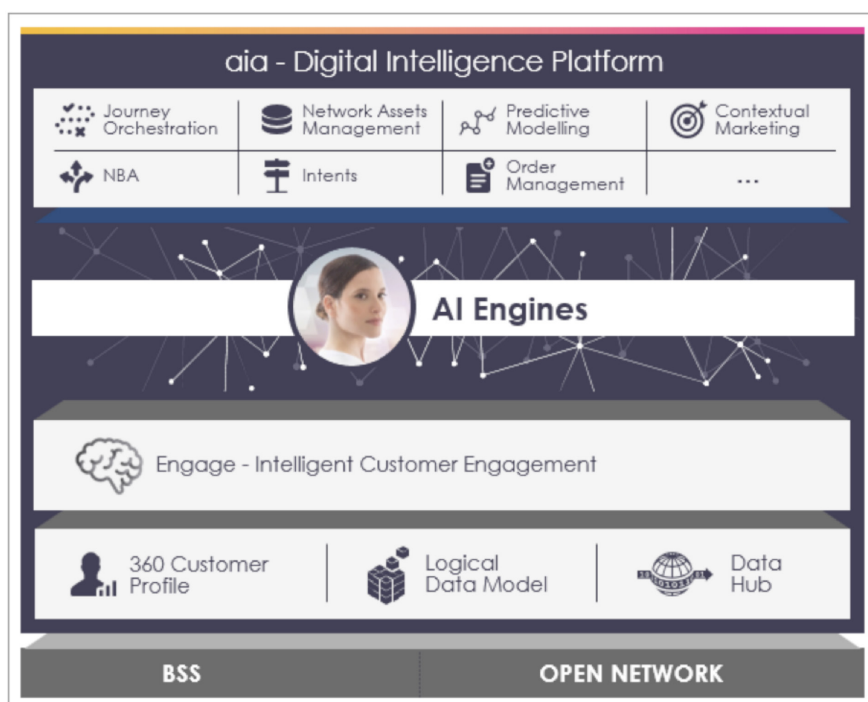 aia - Digital Intelligence Platform
Journey
Orchestration
Network Assets
Management
Predictive
Modelling
Contextual
Marketing
NBA
Intents
Order
Management
...
AI Engines
Engage - Intelligent Customer Engagement
360 Customer
Profile
Logical
Data Model
Data
Hub
BSS
OPEN NETWORK